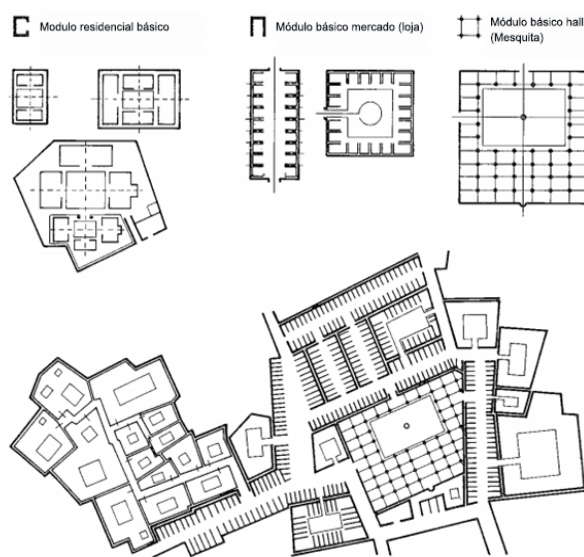 Modulo residencial básico
Módulo básico mercado (loja)
Módulo básico hall
(Mesquita)